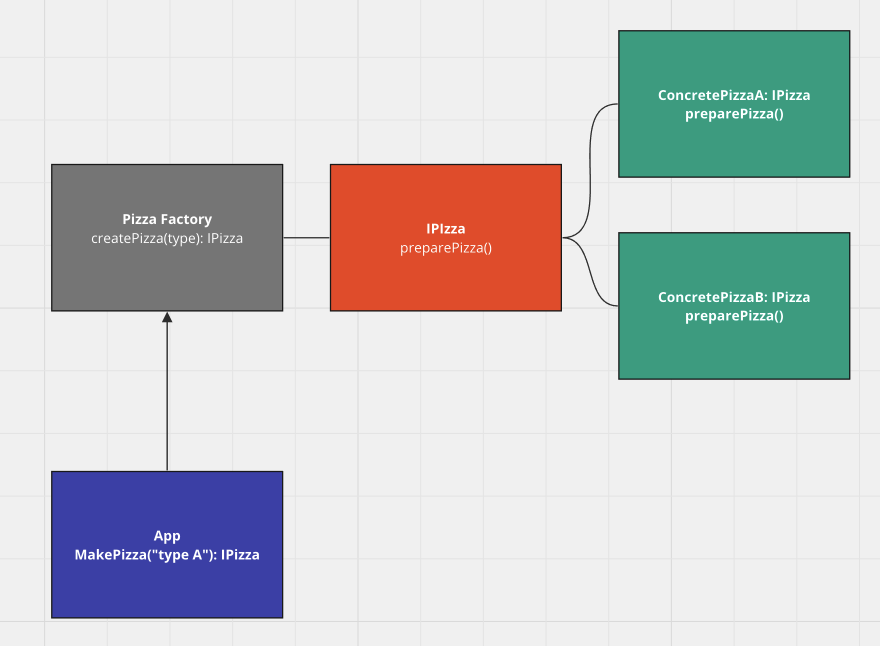 ConcretePizzaA: IPizza
preparePizza()
Pizza Factory
createPizza(type): IPizza
IPIzza
preparePizza()
ConcretePizzaB: IPizza
preparePizza()
App
MakePizza("type A"): IPizza